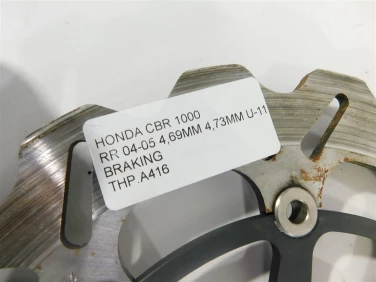 HONDA CBR 1000
RR 04-05 4,69MM 4,73MM U-11
BRAKING
THP.A416